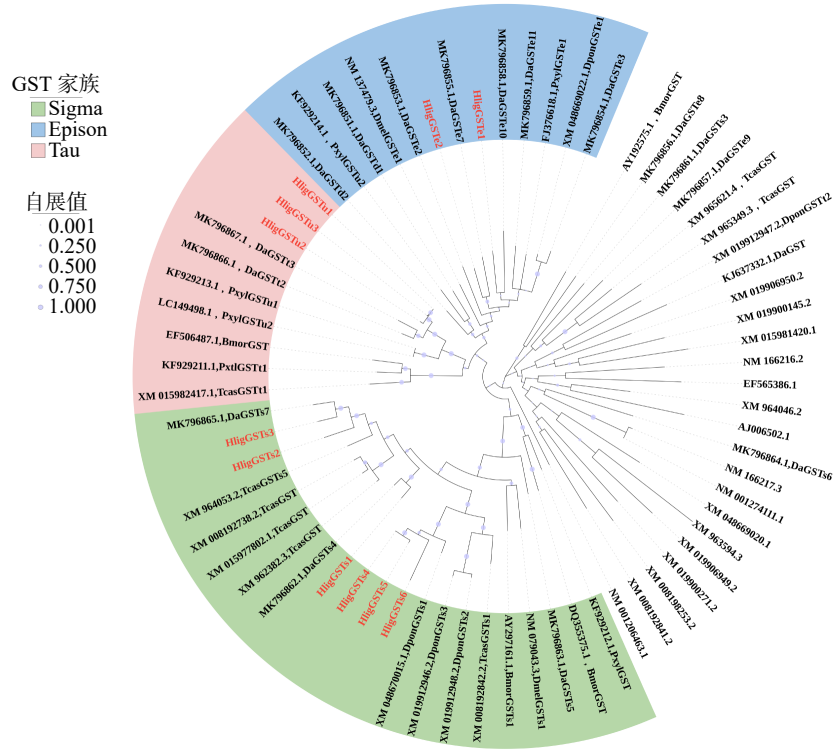 GST 家族
Sigma
Epison
Tau
自展值
0.001
0.250
0.500
0.750
1.000
MK796852.1,DaGSTd2
KF929214.1，PxylGSTu2
MK796851.1,DaGSTd1
NM 137479.3,DmelGSTe1
MK796853.1,DaGSTe2
HligGSTe2
MK796855.1,DaGSTe7
HligGSTe1
MK796858.1,DaGSTe10
MK796859.1,DaGSTe11
EJ376618.1,PxylGSTe1
XM 048669022.1,DponGSTe1
MK796854.1,DaGSTe3
AY192575.1，BmorGST
MK796856.1,DaGSTe8
MK796861.1,DaGSTs3
MK796857.1,DaGSTe9
XM 965621.4，TcasGST
XM 965349.3，TcasGST
XM 019912947.2,DponGSTt2
KJ637332.1,DaGST
XM 019906950.2
XM 019900145.2
XM 015981420.1
NM 166216.2
EF565386.1
XM 964046.2
AJ006502.1
MK796864.1,DaGSTs6
NM 166217.3
NM 001274111.1
XM 048669020.1
XM 963594.3
XM 019906949.2
XM 019900271.2
XM 008198253.2
XM 008192841.2
NM 001206463.1
KF929212.1,PxylGST
DQ355375.1，BmorGST
MK796863.1,DaGSTs5
NM 079043.3,DmelGSTs1
AY297161.1,BmorGSTs1
XM 008192842.2,TcasGSTs1
XM 019912948.2,DponGSTs2
XM 019912946.2,DponGSTs3
XM 048670015.1,DponGSTs1
HligGSTs6
HligGSTs5
HligGSTs4
HligGSTs1
MK796862.1,DaGSTs4
XM 962382.3,TcasGST
XM 015977802.1,TcasGST
XM 008192738.2,TcasGST
XM 964053.2,TcasGSTs5
HligGSTs2
HligGSTs3
MK796865.1,DaGSTs7
XM 015982417.1,TcasGSTt1
KF929211.1,PxtlGSTt1
EF506487.1,BmorGST
LC149498.1，PxylGSTu2
KF929213.1，PxylGSTu1
MK796866.1，DaGSTt2
MK796867.1，DaGSTt3
HligGSTu2
HligGSTu3
HligGSTu1